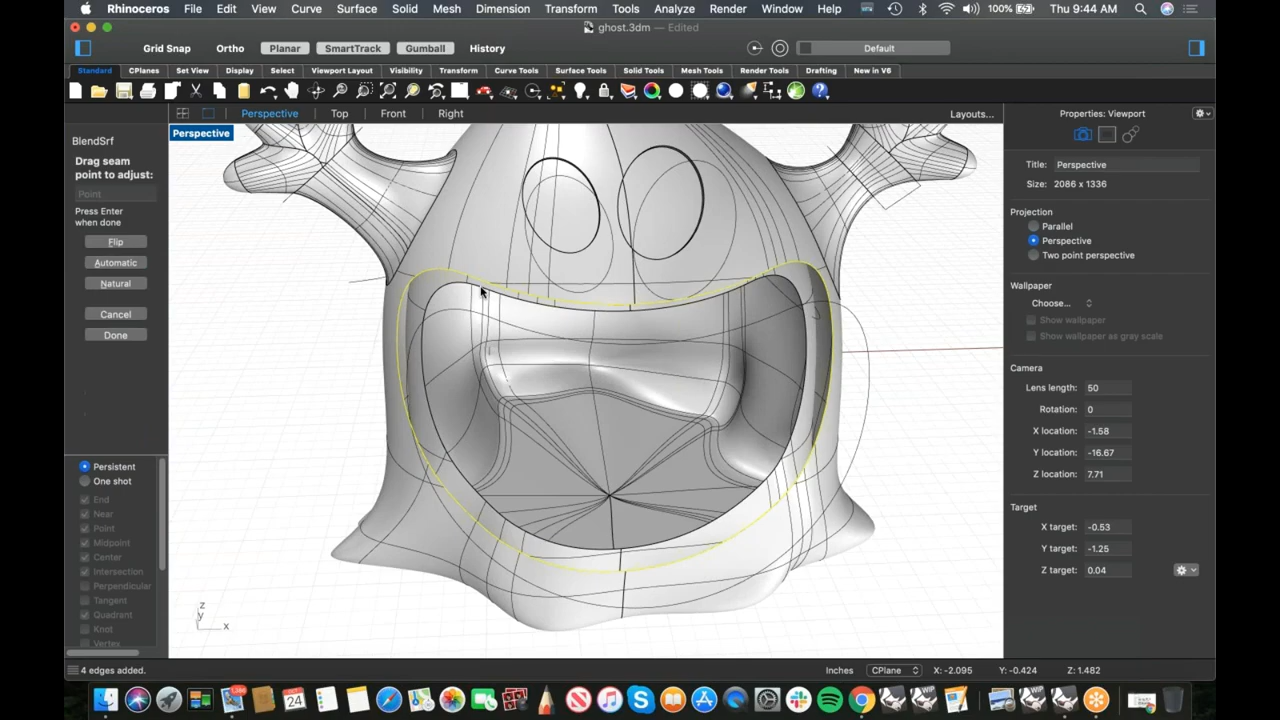 Rhinoceros File Edit View Curve Surface Solid Mesh Dimension Transform Tools Analyze Render Window Help 100% Thu 9:44 AM
ghost.3dm — Edited
Grid Snap Ortho Planar SmartTrack Gumball History Default
Standard CPlanes Set View Display Select Viewport Layout Visibility Transform Curve Tools Surface Tools Solid Tools Mesh Tools Render Tools Drafting New in V6
Perspective Top Front Right Layouts... Properties: Viewport
Perspective
BlendSrf
Drag seam
point to adjust:
Point
Press Enter
when done
Flip
Automatic
Natural
Cancel
Done
Persistent
One shot
End
Near
Point
Midpoint
Center
Intersection
Perpendicular
Tangent
Quadrant
Knot
Vertex
z
y
x
Title: Perspective
Size: 2086 x 1336
Projection
Parallel
Perspective
Two point perspective
Wallpaper
Choose...
Show wallpaper
Show wallpaper as gray scale
Camera
Lens length: 50
Rotation: 0
X location: -1.58
Y location: -16.67
Z location: 7.71
Target
X target: -0.53
Y target: -1.25
Z target: 0.04
4 edges added. Inches CPlane X: -2.095 Y: -0.424 Z: 1.482
24
WIP